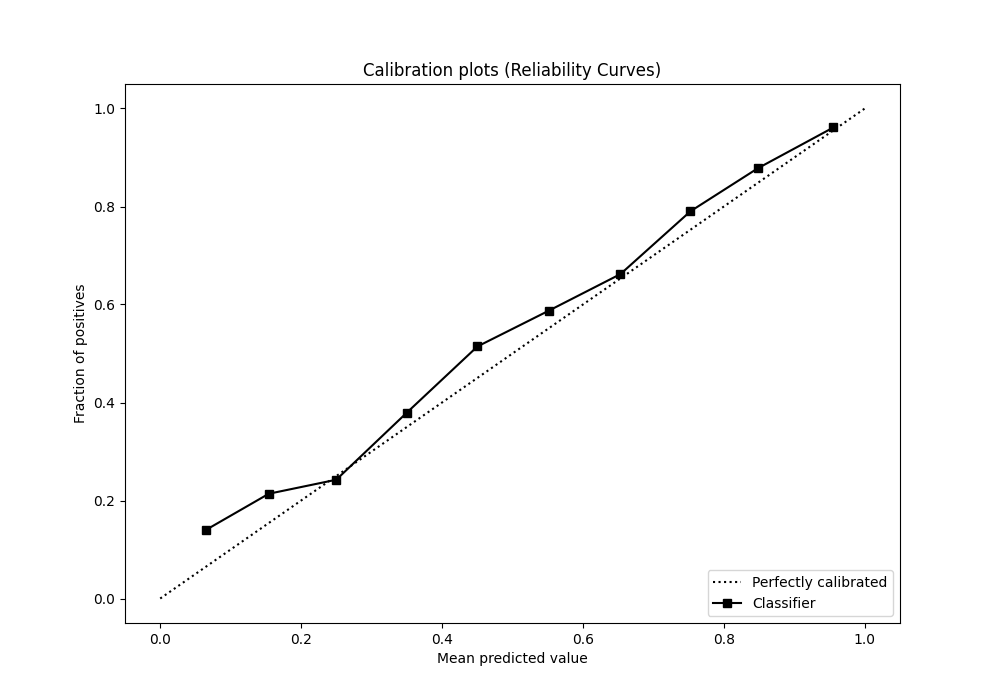 Calibration plots (Reliability Curves)
1.0
0.8
0.6
0.4
0.2
0.0
Fraction of positives
0.0 0.2 0.4 0.6 0.8 1.0
Mean predicted value
Perfectly calibrated
Classifier